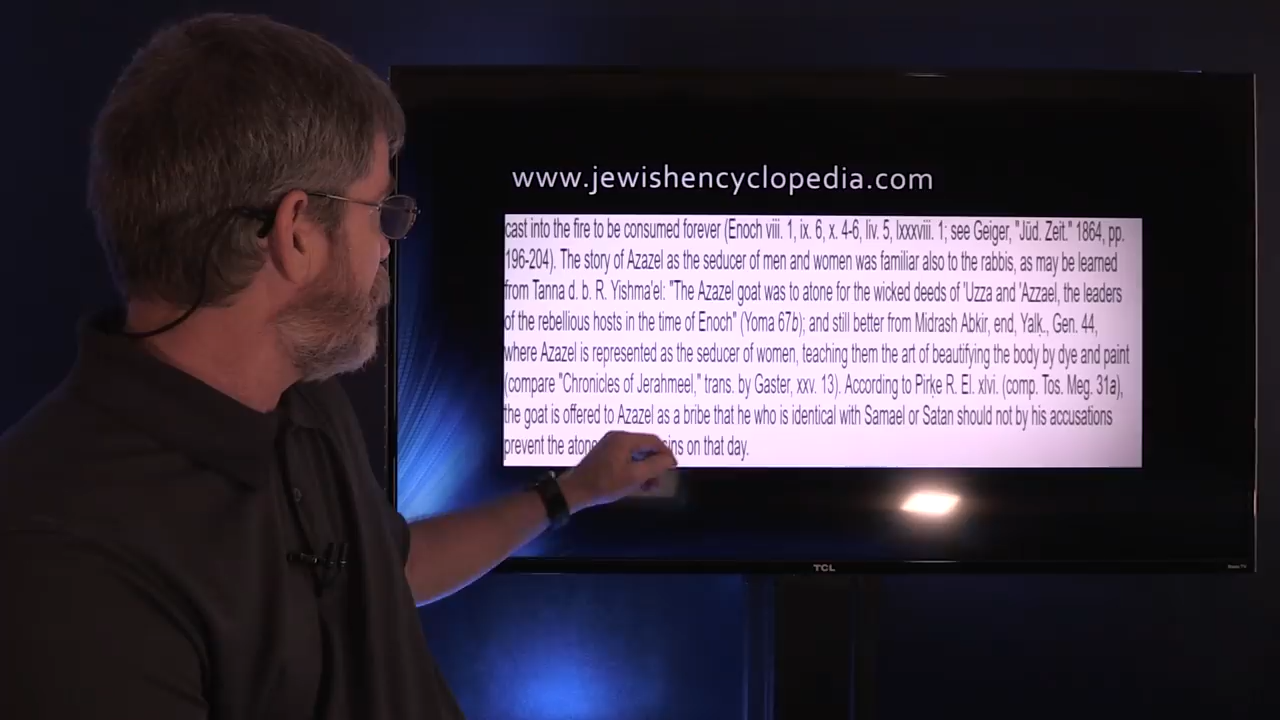 www.jewishencyclopedia.com
cast into the fire to be consumed forever (Enoch viii. 1, ix. 6, x. 4-6, liv. 5, lxxxviii. 1; see Geiger, "Jüd. Zeit." 1864, pp.
196-204). The story of Azazel as the seducer of men and women was familiar also to the rabbis, as may be learned
from Tanna d. b. R. Yishma'el: "The Azazel goat was to atone for the wicked deeds of 'Uzza and 'Azzael, the leaders
of the rebellious hosts in the time of Enoch" (Yoma 67b); and still better from Midrash Abkir, end, Yalḳ., Gen. 44,
where Azazel is represented as the seducer of women, teaching them the art of beautifying the body by dye and paint
(compare "Chronicles of Jerahmeel," trans. by Gaster, xxv. 13). According to Pirḳe R. El. xlvi. (comp. Tos. Meg. 31a),
the goat is offered to Azazel as a bribe that he who is identical with Samael or Satan should not by his accusations
prevent the on that day.
TCL